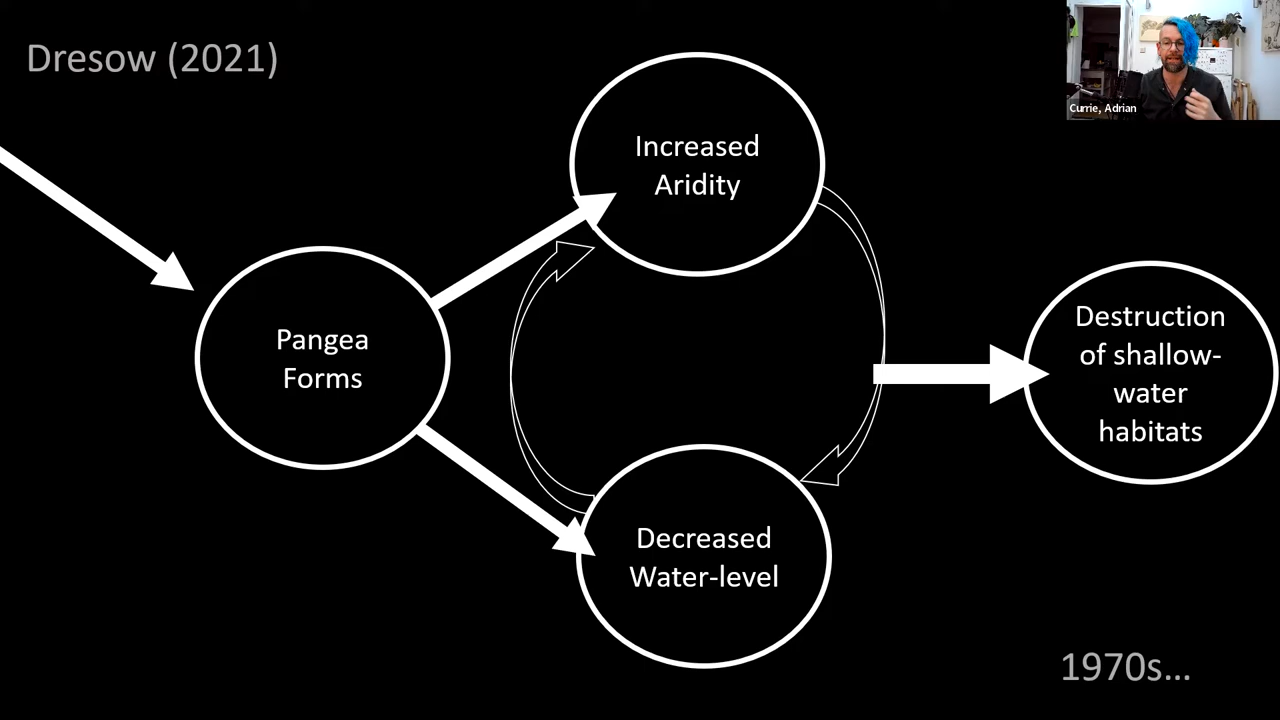 Dresow (2021)
Currie, Adrian
Increased
Aridity
Pangea
Forms
Destruction
of shallow-
water
habitats
Decreased
Water-level
1970s...